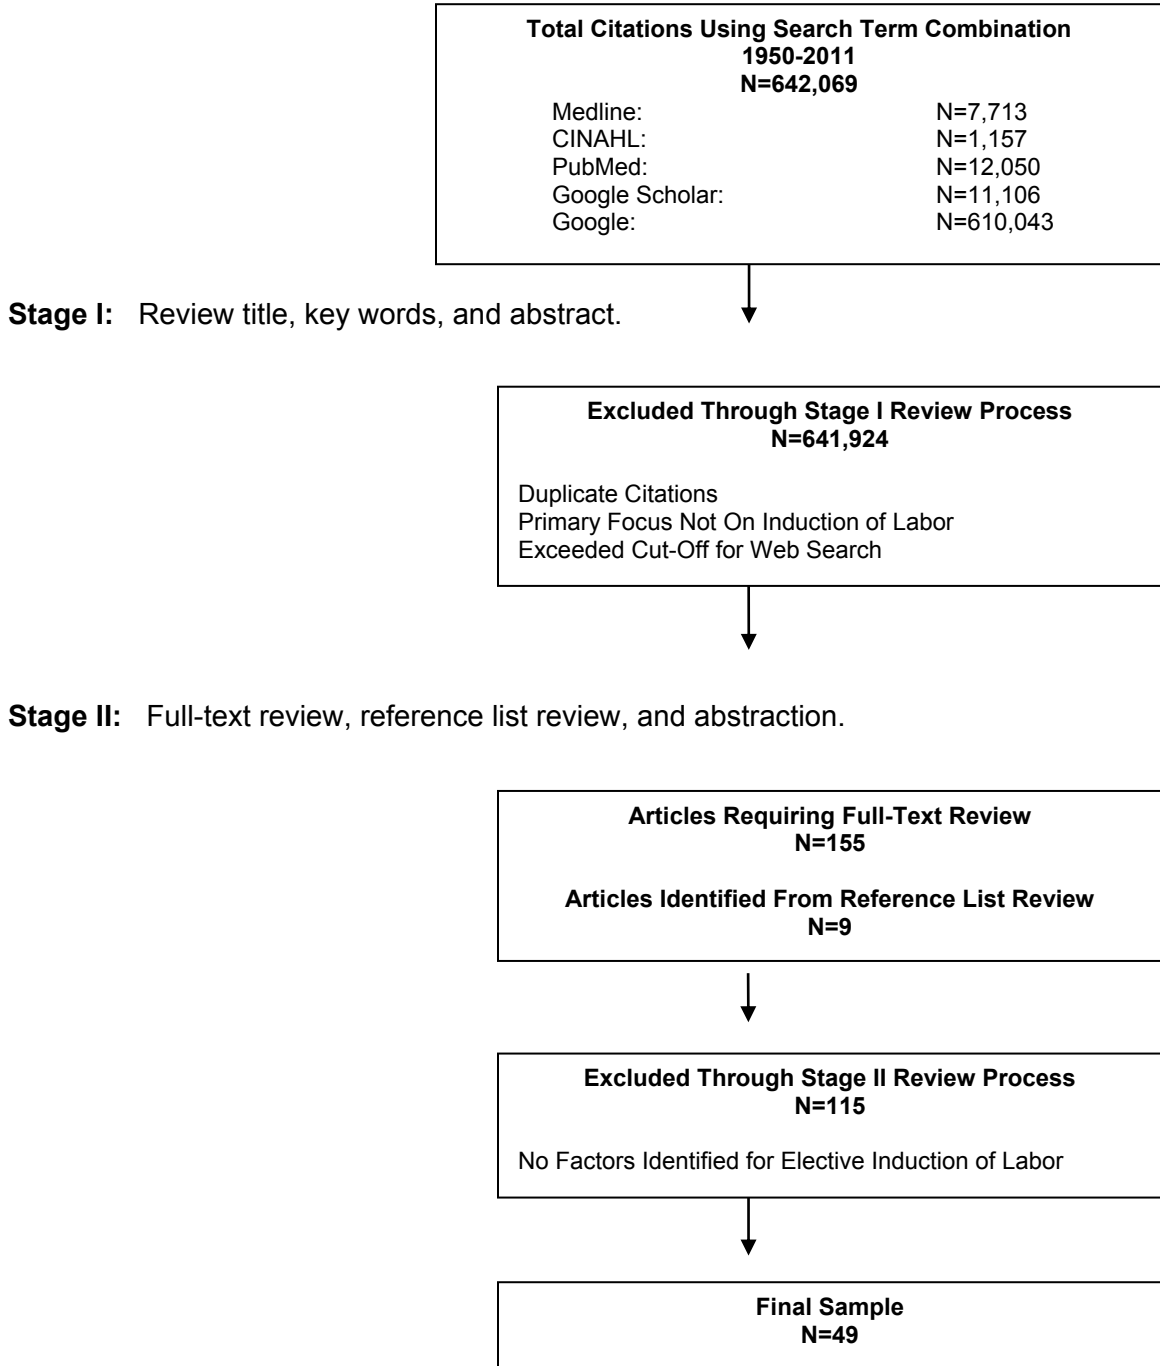 Total Citations Using Search Term Combination
1950-2011
N=642,069
Medline: N=7,713
CINAHL: N=1,157
PubMed: N=12,050
Google Scholar: N=11,106
Google: N=610,043
Stage I: Review title, key words, and abstract.
Excluded Through Stage I Review Process
N=641,924
Duplicate Citations
Primary Focus Not On Induction of Labor
Exceeded Cut-Off for Web Search
Stage II: Full-text review, reference list review, and abstraction.
Articles Requiring Full-Text Review
N=155
Articles Identified From Reference List Review
N=9
Excluded Through Stage II Review Process
N=115
No Factors Identified for Elective Induction of Labor
Final Sample
N=49